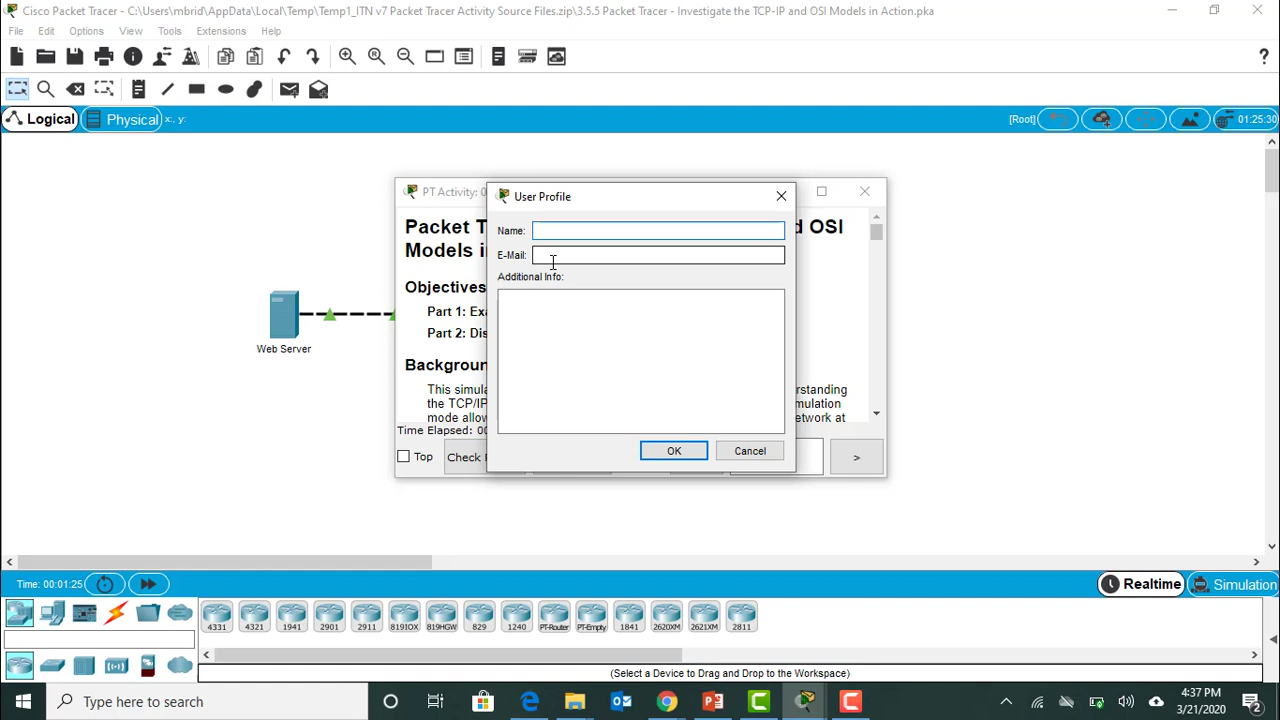 Cisco Packet Tracer - C:\Users\mbrid\AppData\Local\Temp\Temp1_ITN v7 Packet Tracer Activity Source Files.zip\3.5.5 Packet Tracer - Investigate the TCP-IP and OSI Models in Action.pka
File Edit Options View Tools Extensions Help
Logical Physical x:, y: [Root] 01:25:30
PT Activity: 0
User Profile
Packet T
d OSI
Name:
Models i
E-Mail:
Additional Info:
Objectives
Part 1: Exa
Part 2: Dis
Web Server
Background
This simula
rstanding
the TCP/IP
mulation
mode allow
etwork at
Time Elapsed: 00
Top Check OK Cancel >
Time: 00:01:25 Realtime Simulation
4331 4321 1941 2901 2911 819IOX 819HGW 829 1240 PT-Router PT-Empty 1841 2620XM 2621XM 2811
(Select a Device to Drag and Drop to the Workspace)
Type here to search
4:37 PM
3/21/2020
2